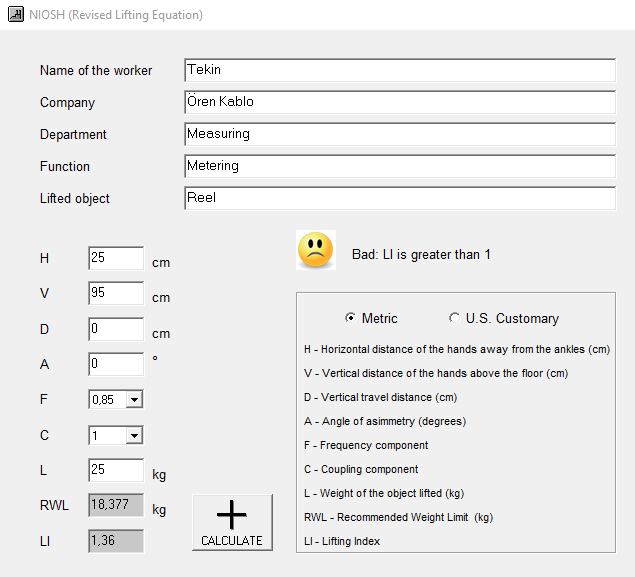 NIOSH (Revised Lifting Equation)
Name of the worker Tekin
Company Ören Kablo
Department Measuring
Function Metering
Lifted object Reel
Bad: LI is greater than 1
H 25 cm
V 95 cm
D 0 cm
A 0 °
F 0,85
C 1
L 25 kg
RWL 18,377 kg
LI 1,36
CALCULATE
Metric U.S. Customary
H - Horizontal distance of the hands away from the ankles (cm)
V - Vertical distance of the hands above the floor (cm)
D - Vertical travel distance (cm)
A - Angle of asimmetry (degrees)
F - Frequency component
C - Coupling component
L - Weight of the object lifted (kg)
RWL - Recommended Weight Limit (kg)
LI - Lifting Index